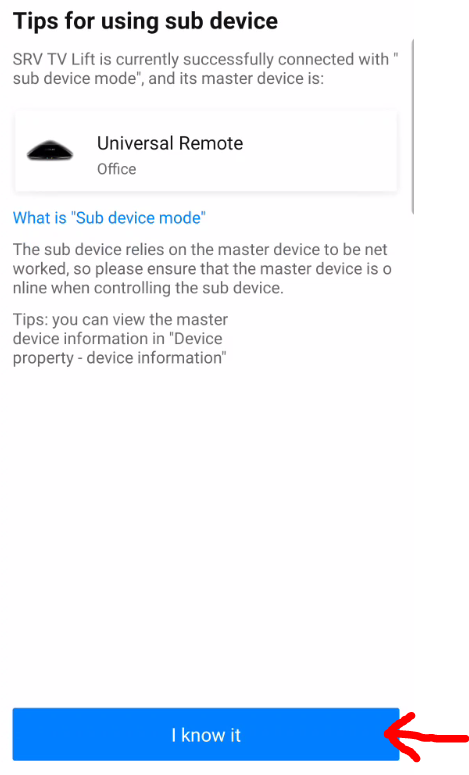 Tips for using sub device
SRV TV Lift is currently successfully connected with "
sub device mode", and its master device is:
Universal Remote
Office
What is "Sub device mode"
The sub device relies on the master device to be net
worked, so please ensure that the master device is o
nline when controlling the sub device.
Tips: you can view the master
device information in "Device
property - device information"
I know it